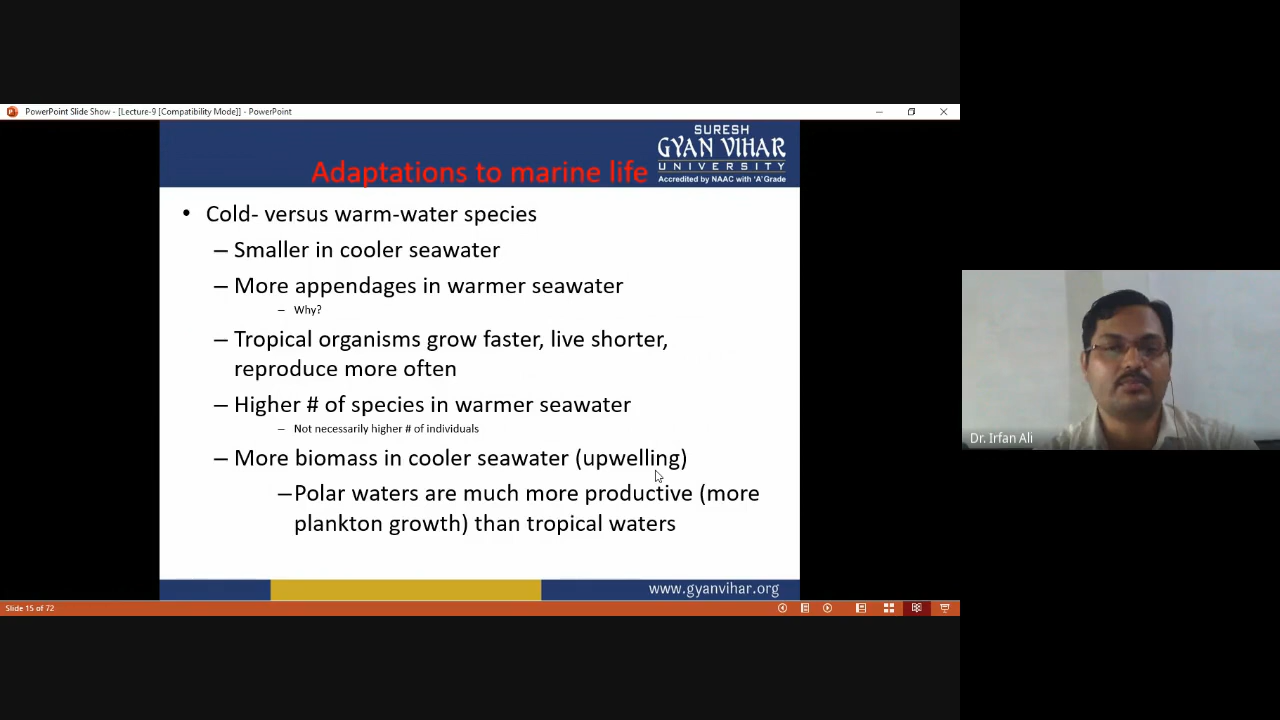 PowerPoint Slide Show - [Lecture-9 [Compatibility Mode]] - PowerPoint
SURESH
GYAN VIHAR
UNIVERSITY
Accredited by NAAC with 'A' Grade
Adaptations to marine life
• Cold- versus warm-water species
– Smaller in cooler seawater
– More appendages in warmer seawater
– Why?
– Tropical organisms grow faster, live shorter,
reproduce more often
– Higher # of species in warmer seawater
– Not necessarily higher # of individuals
– More biomass in cooler seawater (upwelling)
–Polar waters are much more productive (more
plankton growth) than tropical waters
www.gyanvihar.org
Slide 15 of 72
Dr. Irfan Ali